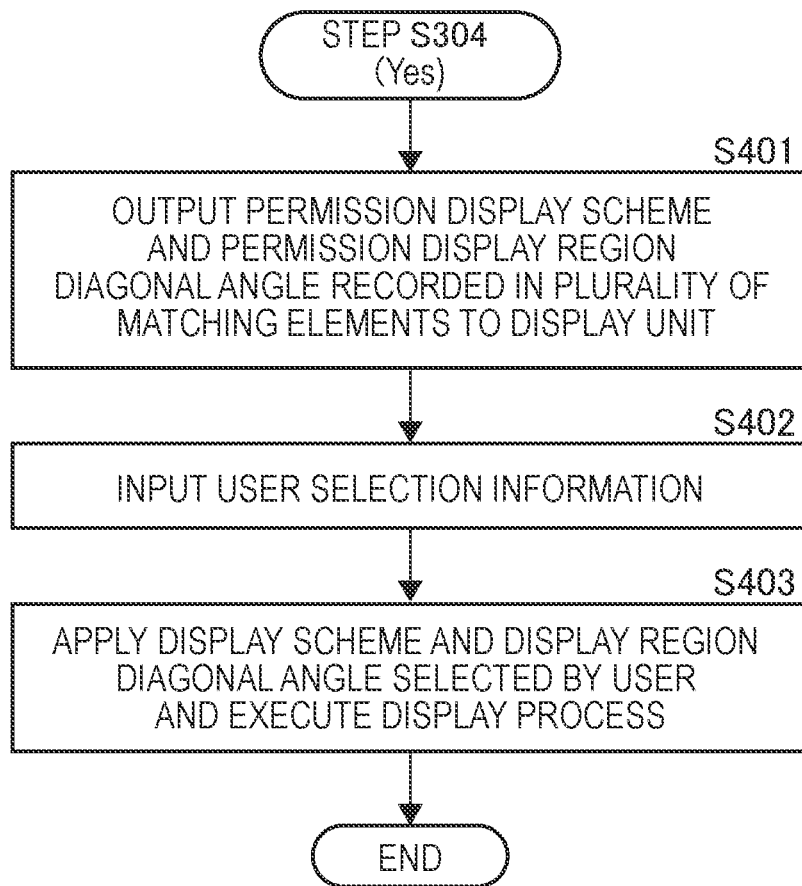 STEP S304
(Yes)
S401
OUTPUT PERMISSION DISPLAY SCHEME
AND PERMISSION DISPLAY REGION
DIAGONAL ANGLE RECORDED IN PLURALITY OF
MATCHING ELEMENTS TO DISPLAY UNIT
S402
INPUT USER SELECTION INFORMATION
S403
APPLY DISPLAY SCHEME AND DISPLAY REGION
DIAGONAL ANGLE SELECTED BY USER
AND EXECUTE DISPLAY PROCESS
END